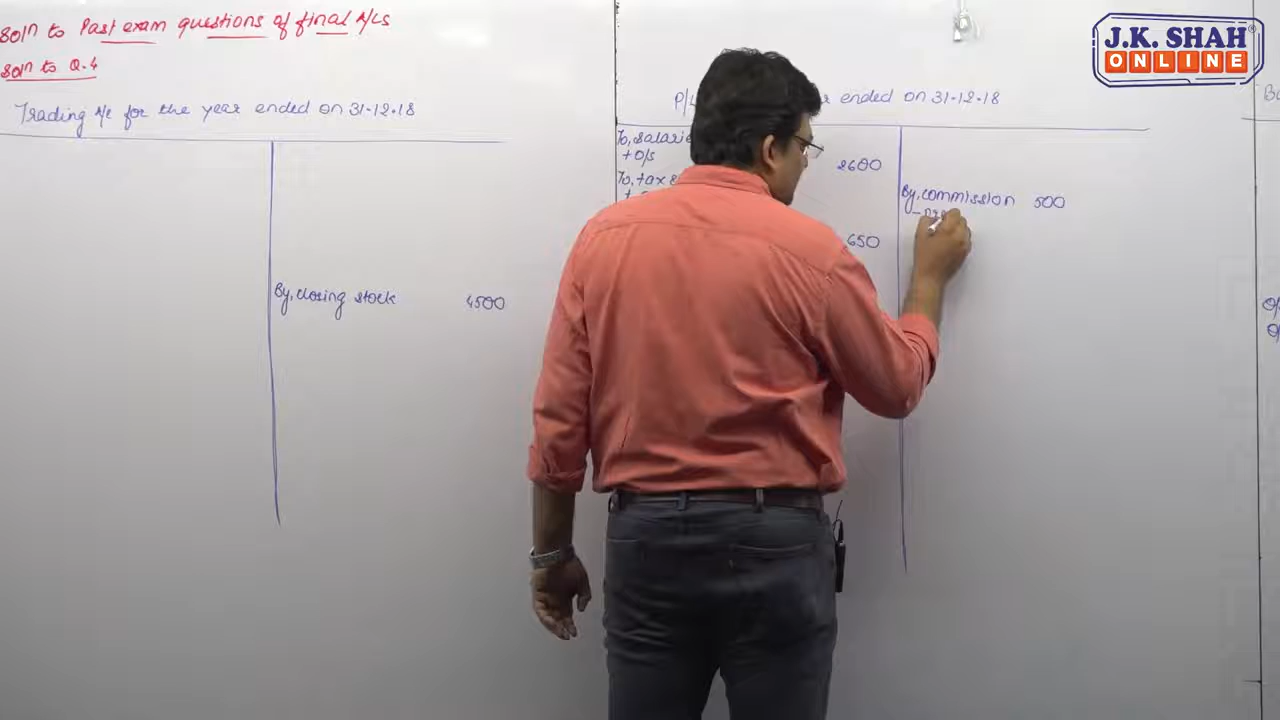 Soln to Past exam questions of final A/cs
Soln to Q.4
Trading A/c for the year ended on 31-12-18
By, closing stock 4500
ended on 31-12-18
To, salarie
+ O/s
2600
To, tax
650
By, commission 500
J.K. SHAH®
ONLINE